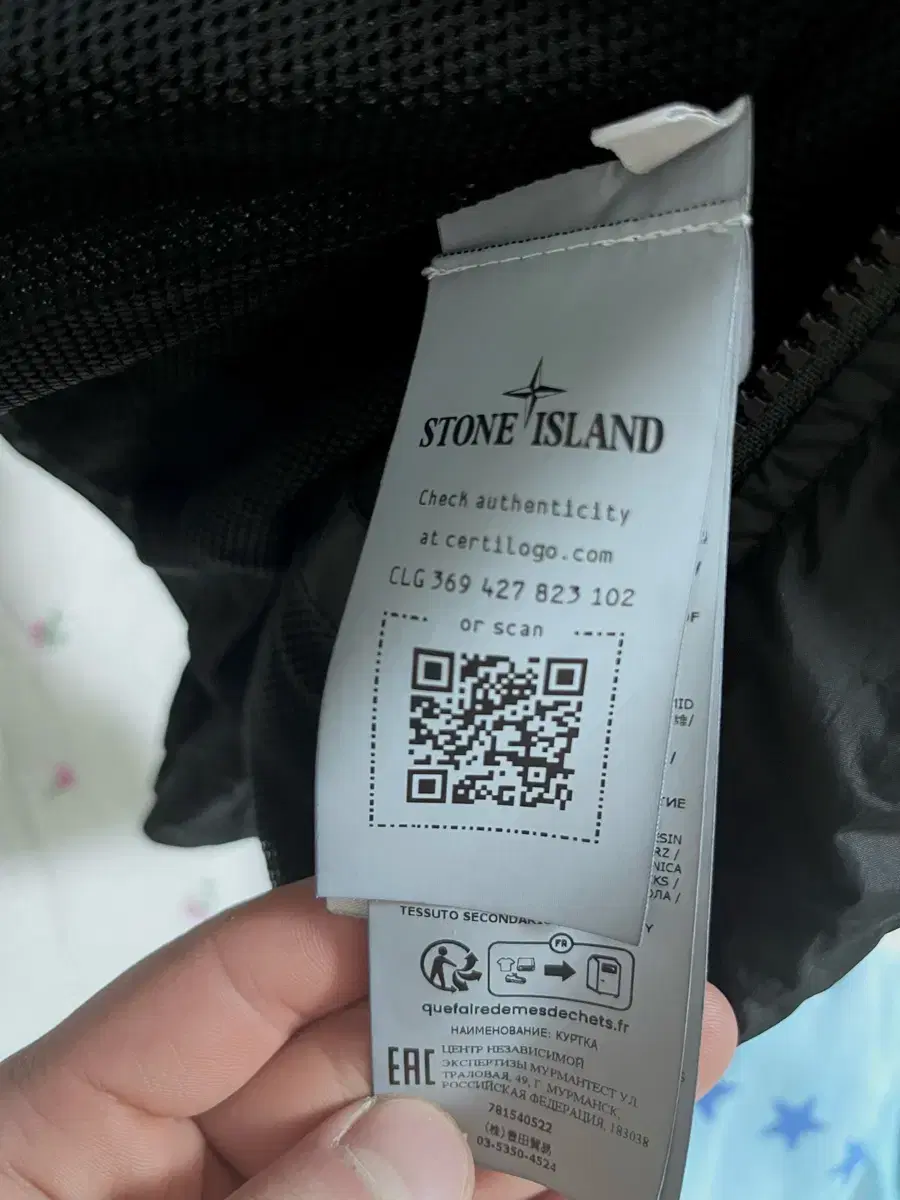 STONE ISLAND
Check authenticity
at certilogo.com
CLG 369 427 823 102
or scan
TESSUTO
FR
quefairedemesdechets.fr
НАИМЕНОВАНИЕ: КУРТКА
EAC
ЦЕНТР НЕЗАВИСИМОЙ
ЭКСПЕРТИЗЫ МУРМАНТЕСТ УЛ.
ТРАЛОВАЯ, 49, Г. МУРМАНСК,
РОССИЙСКАЯ ФЕДЕРАЦИЯ, 183038
781540522
(株)豊田貿易
03-5350-4524